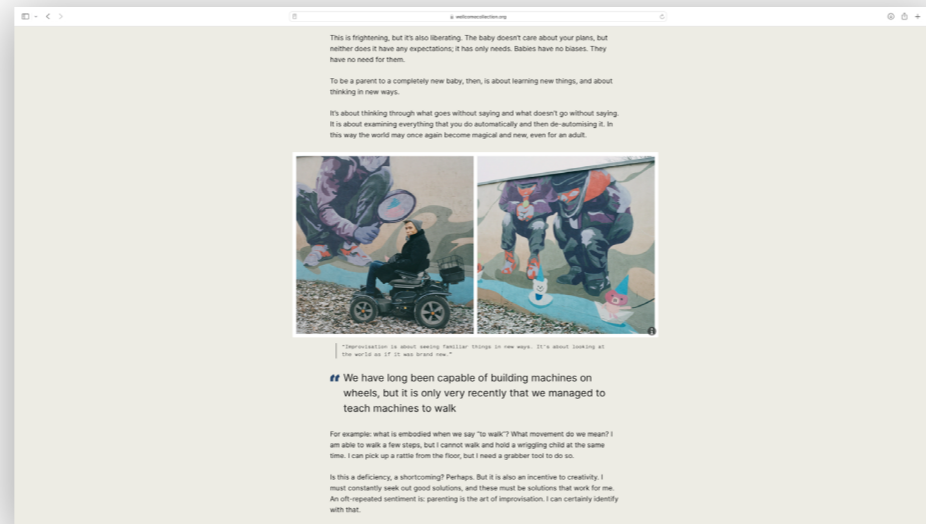 wellcomecollection.org
This is frightening, but it's also liberating. The baby doesn't care about your plans, but
neither does it have any expectations; it has only needs. Babies have no biases. They
have no need for them.
To be a parent to a completely new baby, then, is about learning new things, and about
thinking in new ways.
It's about thinking through what goes without saying and what doesn't go without saying.
It is about examining everything that you do automatically and then de-automising it. In
this way the world may once again become magical and new, even for an adult.
"Improvisation is about seeing familiar things in new ways. It's about looking at
the world as if it was brand new."
We have long been capable of building machines on
wheels, but it is only very recently that we managed to
teach machines to walk
For example: what is embodied when we say "to walk"? What movement do we mean? I
am able to walk a few steps, but I cannot walk and hold a wriggling child at the same
time. I can pick up a rattle from the floor, but I need a grabber tool to do so.
Is this a deficiency, a shortcoming? Perhaps. But it is also an incentive to creativity. I
must constantly seek out good solutions, and these must be solutions that work for me.
An oft-repeated sentiment is: parenting is the art of improvisation. I can certainly identify
with that.